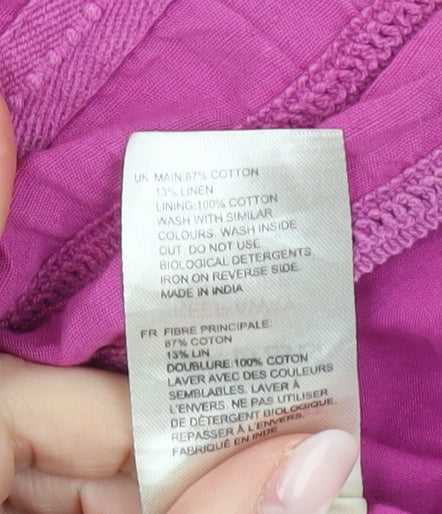 UK MAIN 87% COTTON
13% LINEN
LINING:100% COTTON
WASH WITH SIMILAR
COLOURS. WASH INSIDE
OUT. DO NOT USE
BIOLOGICAL DETERGENTS
IRON ON REVERSE SIDE.
MADE IN INDIA
FR FIBRE PRINCIPALE:
87% COTON
13% LIN
DOUBLURE:100% COTON
LAVER AVEC DES COULEURS
SEMBLABLES. LAVER À
L'ENVERS. NE PAS UTILISER
DE DETERGENT BIOLOGIQUE.
REPASSER À L'ENVERS.
FABRIQUÉ EN INDE